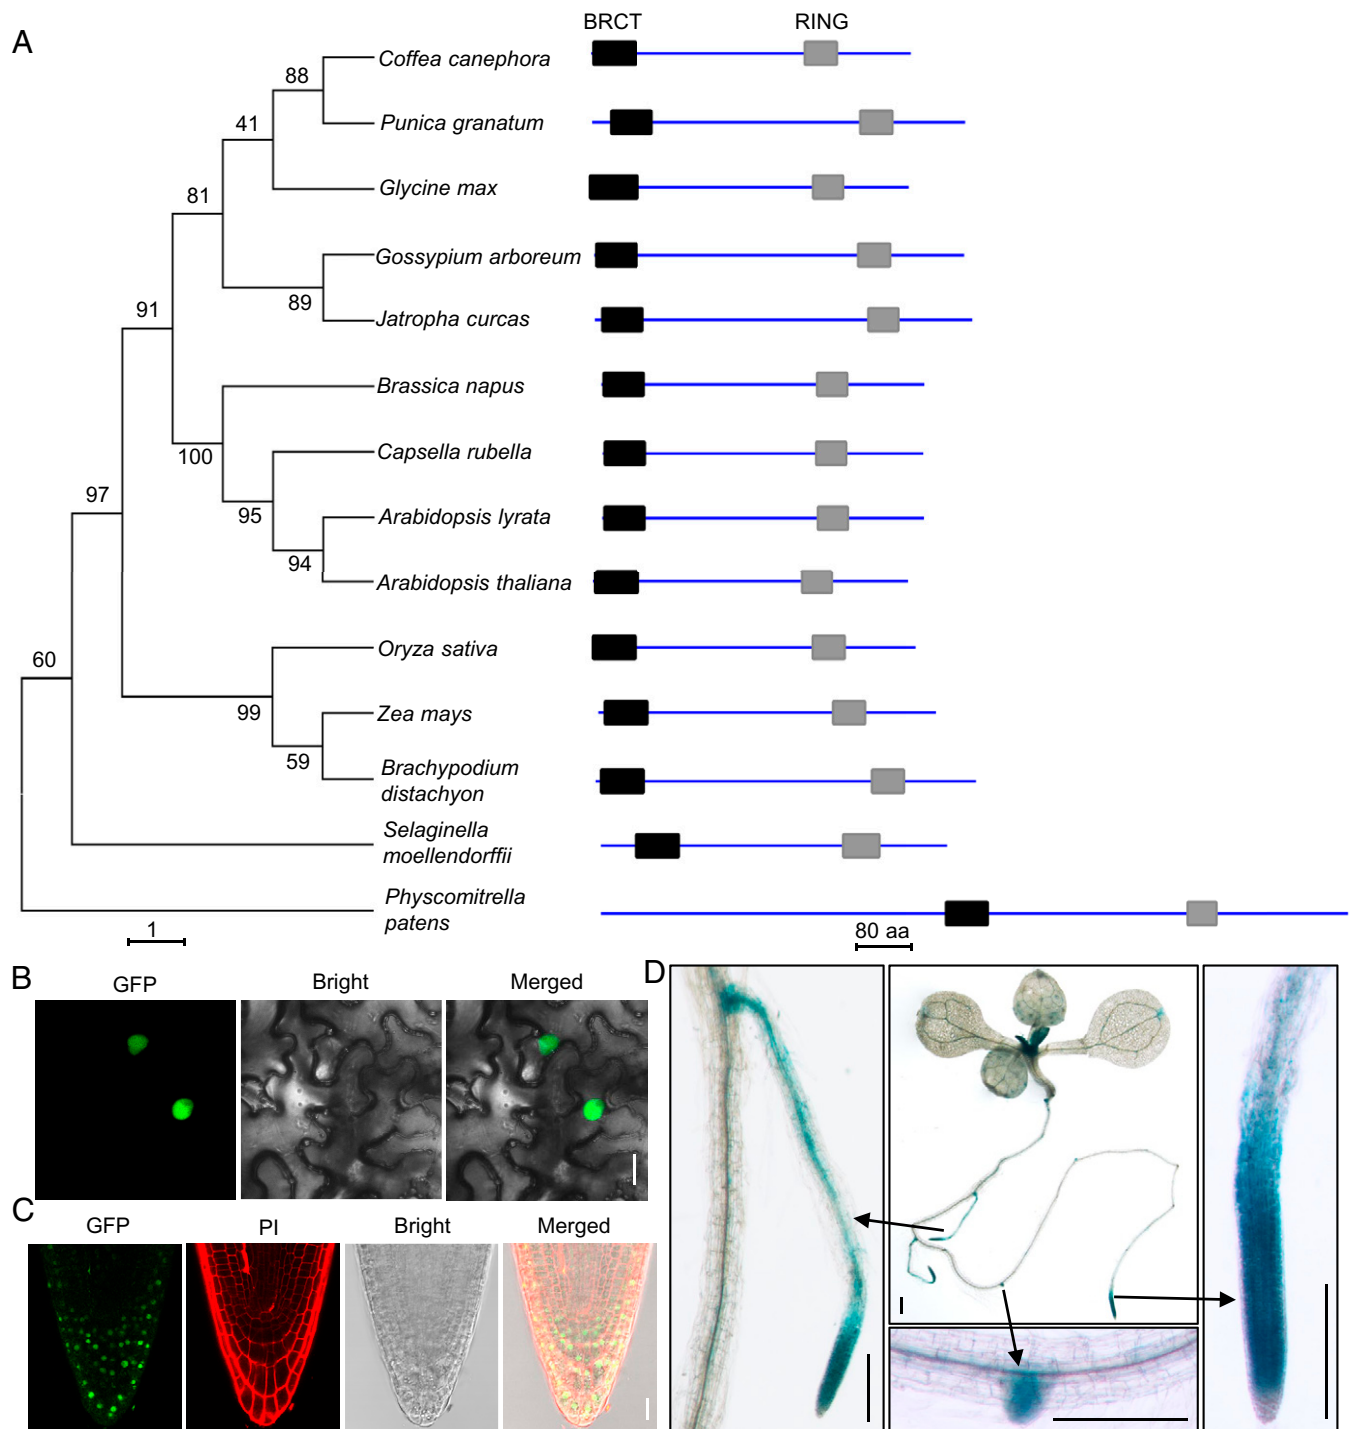 A
BRCT
RING
88
Coffea canephora
Punica granatum
41
Glycine max
81
Gossypium arboreum
89
Jatropha curcas
91
Brassica napus
100
Capsella rubella
97
95
Arabidopsis lyrata
94
Arabidopsis thaliana
60
Oryza sativa
99
Zea mays
59
Brachypodium
distachyon
Selaginella
moellendorffii
Physcomitrella
patens
1
80 aa
B
GFP
Bright
Merged
C
GFP
PI
Bright
Merged
D